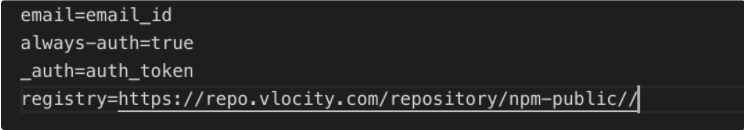 email=email_id
always-auth=true
_auth=auth_token
registry=https://repo.vlocity.com/repository/npm-public//